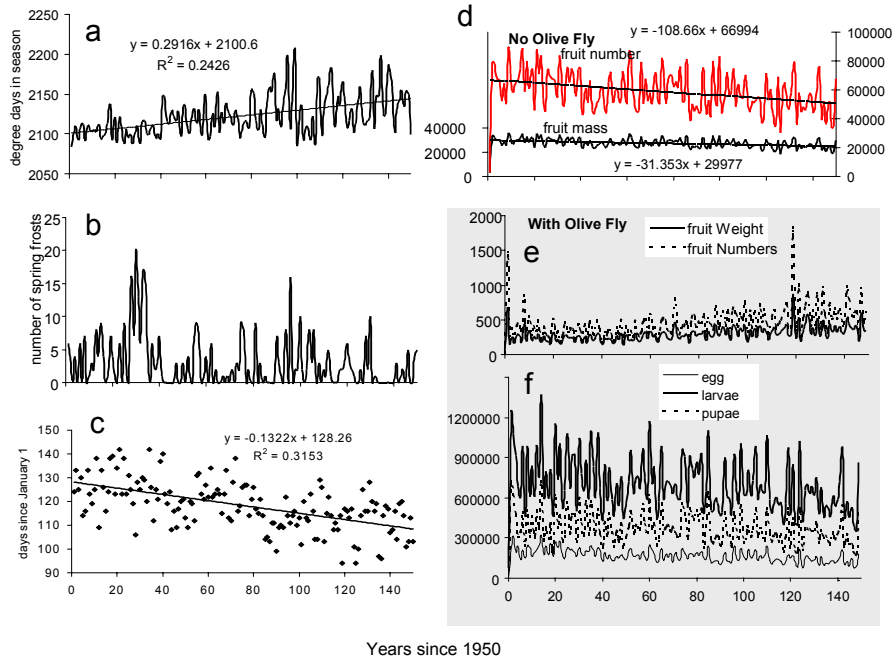 a
y = 0.2916x + 2100.6
R² = 0.2426
degree days in season
2250
2200
2150
2100
2050
b
number of spring frosts
25
20
15
10
5
0
c
y = -0.1322x + 128.26
R² = 0.3153
days since January 1
150
140
130
120
110
100
90
0 20 40 60 80 100 120 140
d
No Olive Fly
y = -108.66x + 66994
fruit number
fruit mass
y = -31.353x + 29977
40000
20000
0
100000
80000
60000
40000
20000
0
With Olive Fly
e
fruit Weight
fruit Numbers
2000
1500
1000
500
0
f
egg
larvae
pupae
1200000
900000
600000
300000
0
0 20 40 60 80 100 120 140
Years since 1950